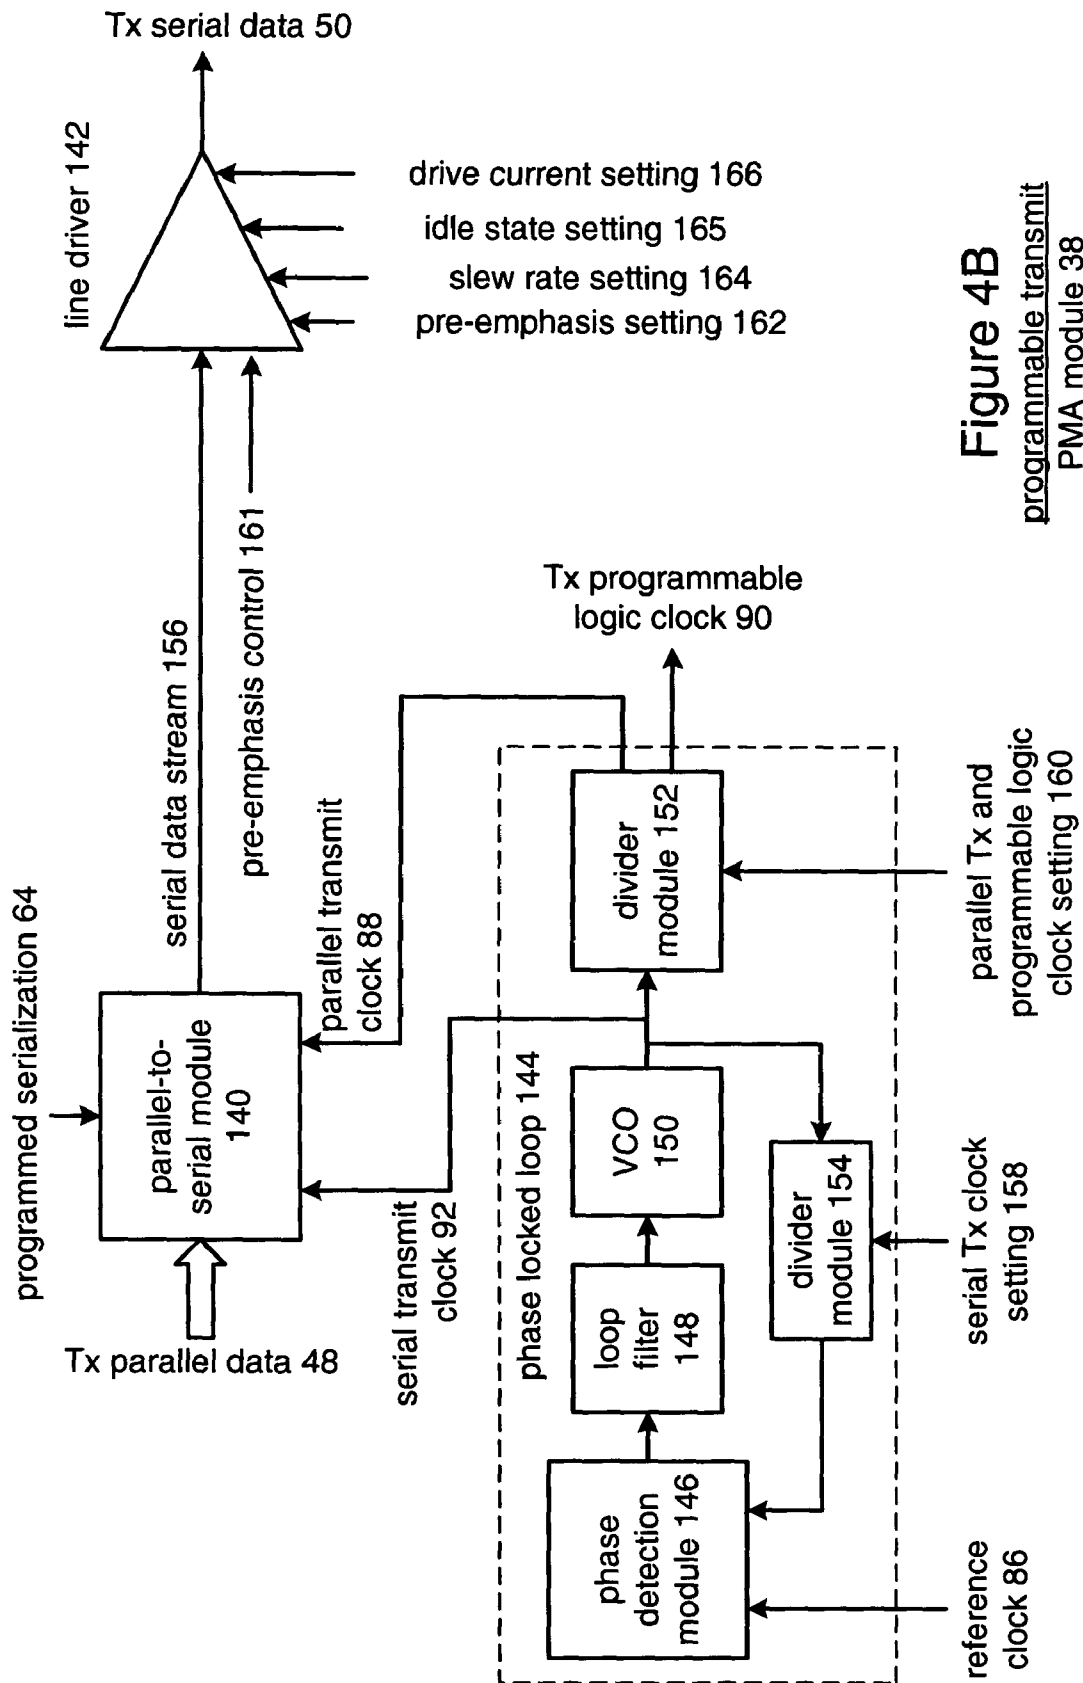 Tx serial data 50
line driver 142
drive current setting 166
idle state setting 165
slew rate setting 164
pre-emphasis setting 162
serial data stream 156
pre-emphasis control 161
programmed serialization 64
parallel-to-
serial module
140
Tx parallel data 48
parallel transmit
clock 88
serial transmit
clock 92
Tx programmable
logic clock 90
phase locked loop 144
divider
module 152
VCO
150
loop
filter
148
phase
detection
module 146
divider
module 154
parallel Tx and
programmable logic
clock setting 160
serial Tx clock
setting 158
reference
clock 86
Figure 4B
programmable transmit
PMA module 38